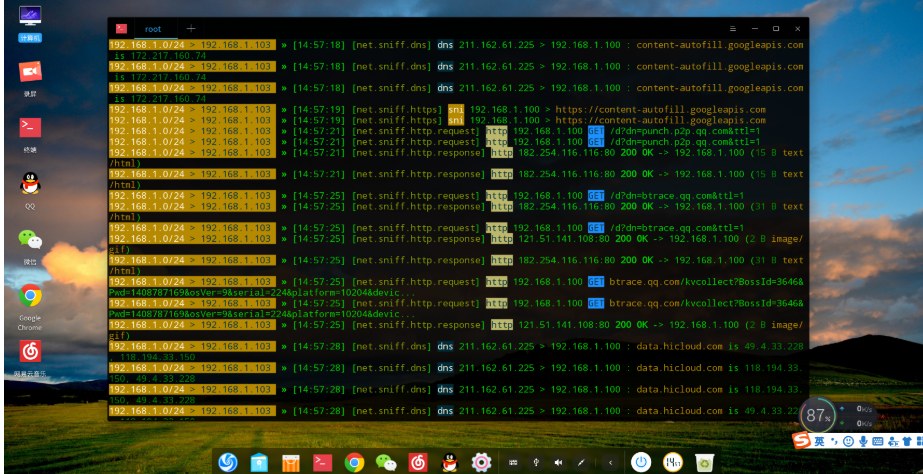 计算机
录屏
终端
QQ
微信
Google
Chrome
网易云音乐
root
192.168.1.0/24 > 192.168.1.103 » [14:57:18] [net.sniff.dns] dns 211.162.61.225 > 192.168.1.100 : content-autofill.googleapis.com
is 172.217.160.74
192.168.1.0/24 > 192.168.1.103 » [14:57:18] [net.sniff.dns] dns 211.162.61.225 > 192.168.1.100 : content-autofill.googleapis.com
is 172.217.160.74
192.168.1.0/24 > 192.168.1.103 » [14:57:18] [net.sniff.dns] dns 211.162.61.225 > 192.168.1.100 : content-autofill.googleapis.com
is 172.217.160.74
192.168.1.0/24 > 192.168.1.103 » [14:57:19] [net.sniff.https] sni 192.168.1.100 > https://content-autofill.googleapis.com
192.168.1.0/24 > 192.168.1.103 » [14:57:19] [net.sniff.https] sni 192.168.1.100 > https://content-autofill.googleapis.com
192.168.1.0/24 > 192.168.1.103 » [14:57:21] [net.sniff.http.request] http 192.168.1.100 GET /d?dn=punch.p2p.qq.com&ttl=1
192.168.1.0/24 > 192.168.1.103 » [14:57:21] [net.sniff.http.request] http 192.168.1.100 GET /d?dn=punch.p2p.qq.com&ttl=1
192.168.1.0/24 > 192.168.1.103 » [14:57:21] [net.sniff.http.response] http 182.254.116.116:80 200 OK -> 192.168.1.100 (15 B text
/html)
192.168.1.0/24 > 192.168.1.103 » [14:57:21] [net.sniff.http.response] http 182.254.116.116:80 200 OK -> 192.168.1.100 (15 B text
/html)
192.168.1.0/24 > 192.168.1.103 » [14:57:25] [net.sniff.http.request] http 192.168.1.100 GET /d?dn=btrace.qq.com&ttl=1
192.168.1.0/24 > 192.168.1.103 » [14:57:25] [net.sniff.http.response] http 182.254.116.116:80 200 OK -> 192.168.1.100 (31 B text
/html)
192.168.1.0/24 > 192.168.1.103 » [14:57:25] [net.sniff.http.request] http 192.168.1.100 GET /d?dn=btrace.qq.com&ttl=1
192.168.1.0/24 > 192.168.1.103 » [14:57:25] [net.sniff.http.response] http 121.51.141.108:80 200 OK -> 192.168.1.100 (2 B image/
gif)
192.168.1.0/24 > 192.168.1.103 » [14:57:25] [net.sniff.http.response] http 182.254.116.116:80 200 OK -> 192.168.1.100 (31 B text
/html)
192.168.1.0/24 > 192.168.1.103 » [14:57:25] [net.sniff.http.request] http 192.168.1.100 GET btrace.qq.com/kvcollect?BossId=3646&
Pwd=1408787169&osVer=9&serial=224&platform=10204&devic...
192.168.1.0/24 > 192.168.1.103 » [14:57:25] [net.sniff.http.request] http 192.168.1.100 GET btrace.qq.com/kvcollect?BossId=3646&
Pwd=1408787169&osVer=9&serial=224&platform=10204&devic...
192.168.1.0/24 > 192.168.1.103 » [14:57:25] [net.sniff.http.response] http 121.51.141.108:80 200 OK -> 192.168.1.100 (2 B image/
gif)
192.168.1.0/24 > 192.168.1.103 » [14:57:28] [net.sniff.dns] dns 211.162.61.225 > 192.168.1.100 : data.hicloud.com is 49.4.33.228
, 118.194.33.150
192.168.1.0/24 > 192.168.1.103 » [14:57:28] [net.sniff.dns] dns 211.162.61.225 > 192.168.1.100 : data.hicloud.com is 118.194.33.
150, 49.4.33.228
192.168.1.0/24 > 192.168.1.103 » [14:57:28] [net.sniff.dns] dns 211.162.61.225 > 192.168.1.100 : data.hicloud.com is 118.194.33.
150, 49.4.33.228
192.168.1.0/24 > 192.168.1.103 » [14:57:28] [net.sniff.dns] dns 211.162.61.225 > 192.168.1.100 : data.hicloud.com is 49.4.33.22
87%
0K/s
0K/s
英